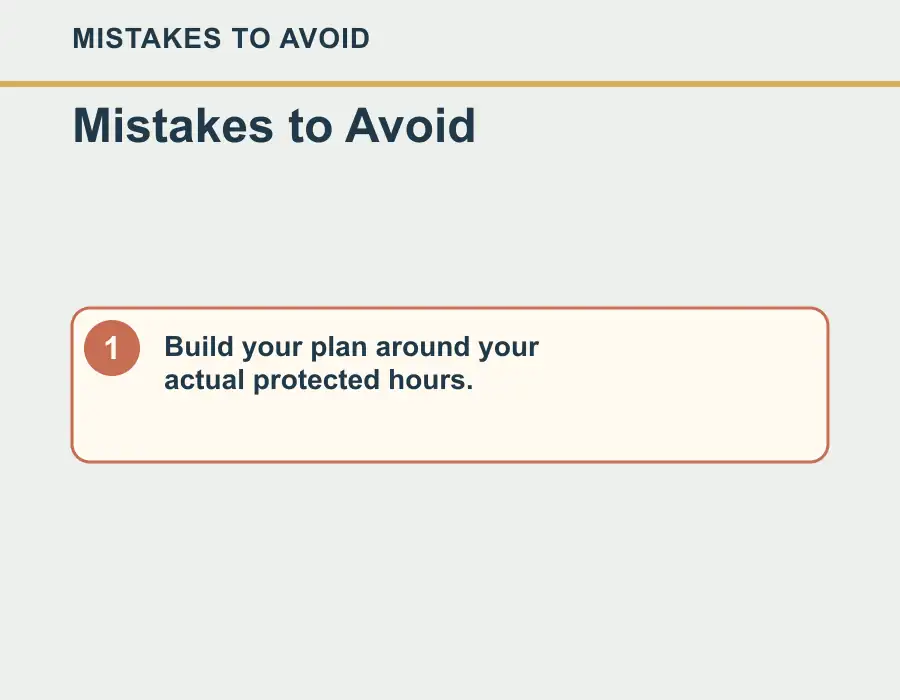 MISTAKES TO AVOID
Mistakes to Avoid
1
Build your plan around your
actual protected hours.